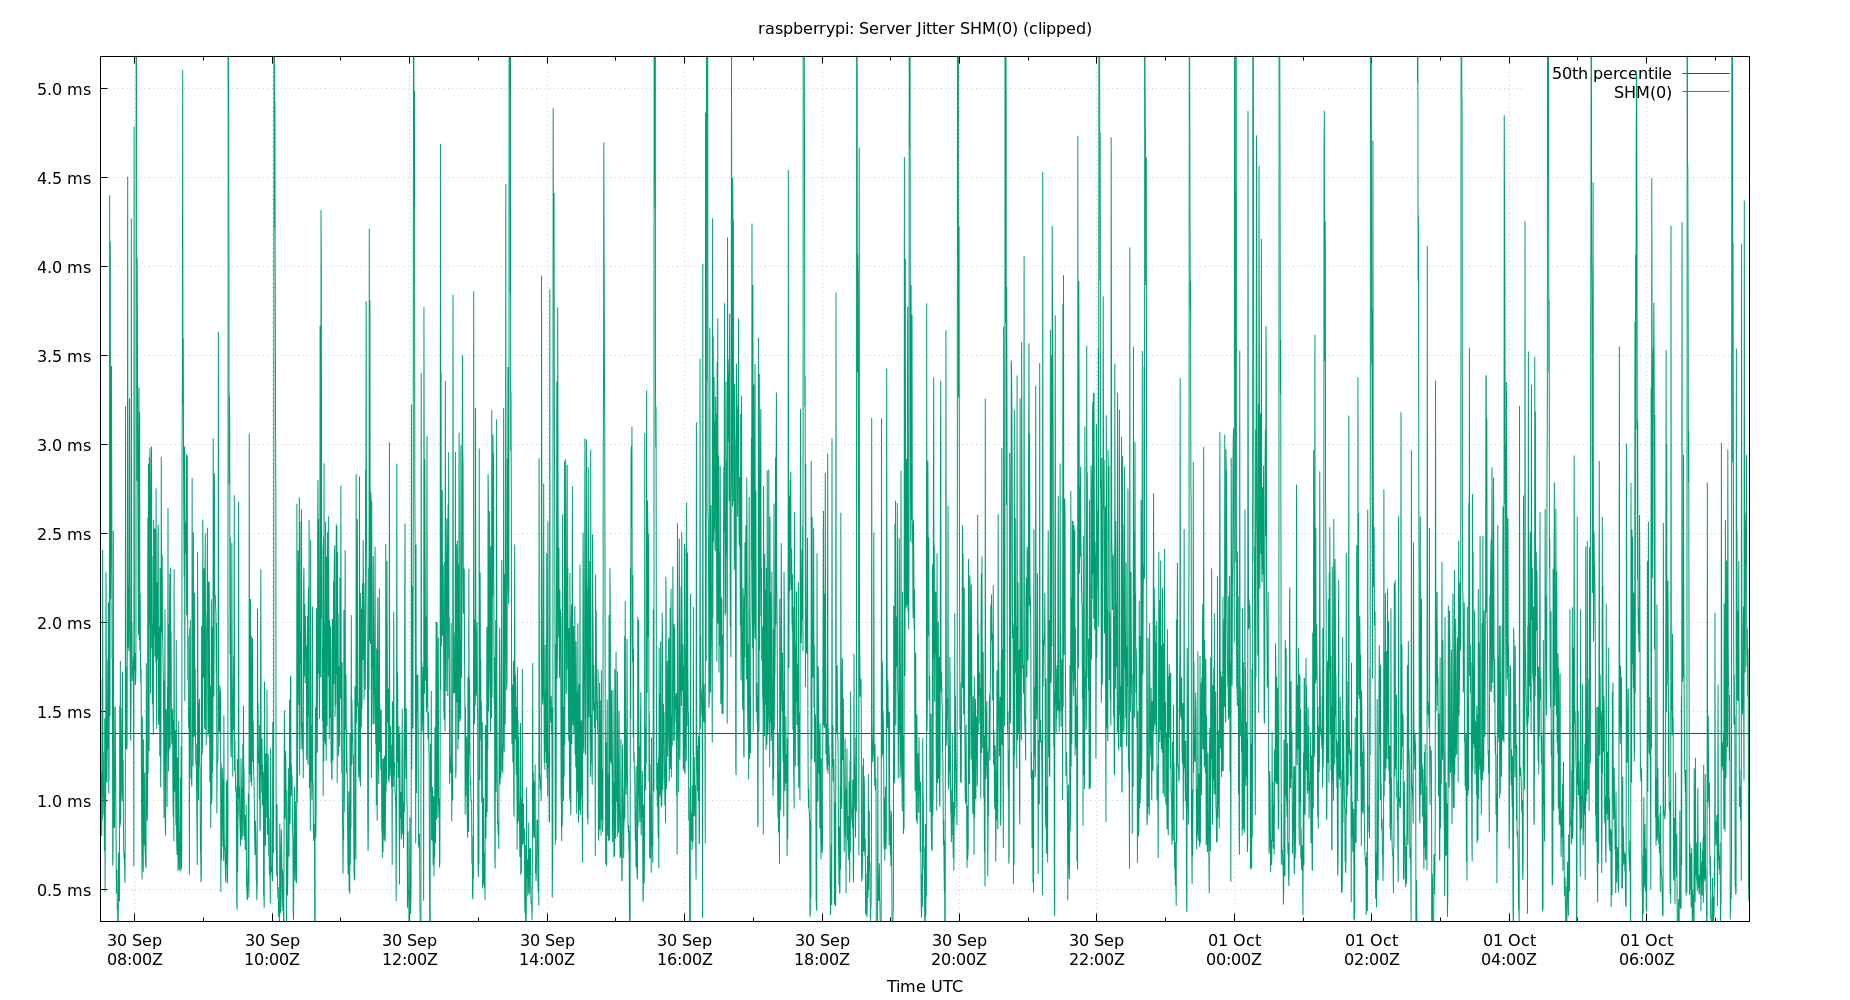 raspberrypi: Server Jitter SHM(0) (clipped)
50th percentile
SHM(0)
5.0 ms
4.5 ms
4.0 ms
3.5 ms
3.0 ms
2.5 ms
2.0 ms
1.5 ms
1.0 ms
0.5 ms
30 Sep 30 Sep 30 Sep 30 Sep 30 Sep 30 Sep 30 Sep 30 Sep 01 Oct 01 Oct 01 Oct 01 Oct
08:00Z 10:00Z 12:00Z 14:00Z 16:00Z 18:00Z 20:00Z 22:00Z 00:00Z 02:00Z 04:00Z 06:00Z
Time UTC